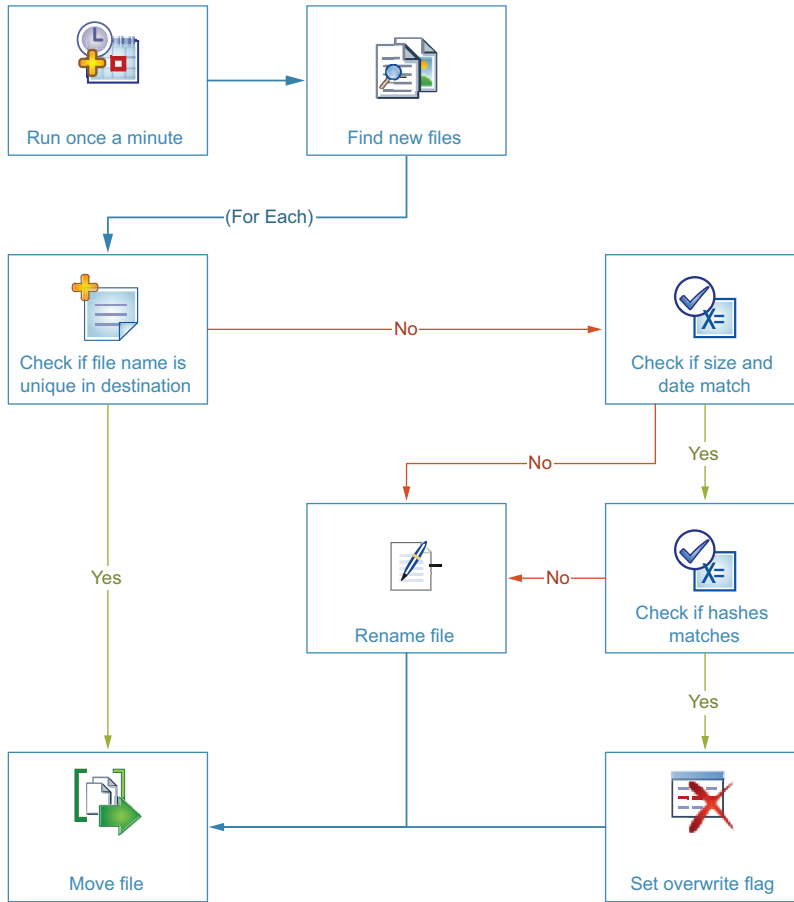 Run once a minute
Find new files
(For Each)
Check if file name is
unique in destination
No
Check if size and
date match
No
Yes
Yes
Rename file
No
Check if hashes
matches
Yes
Move file
Set overwrite flag